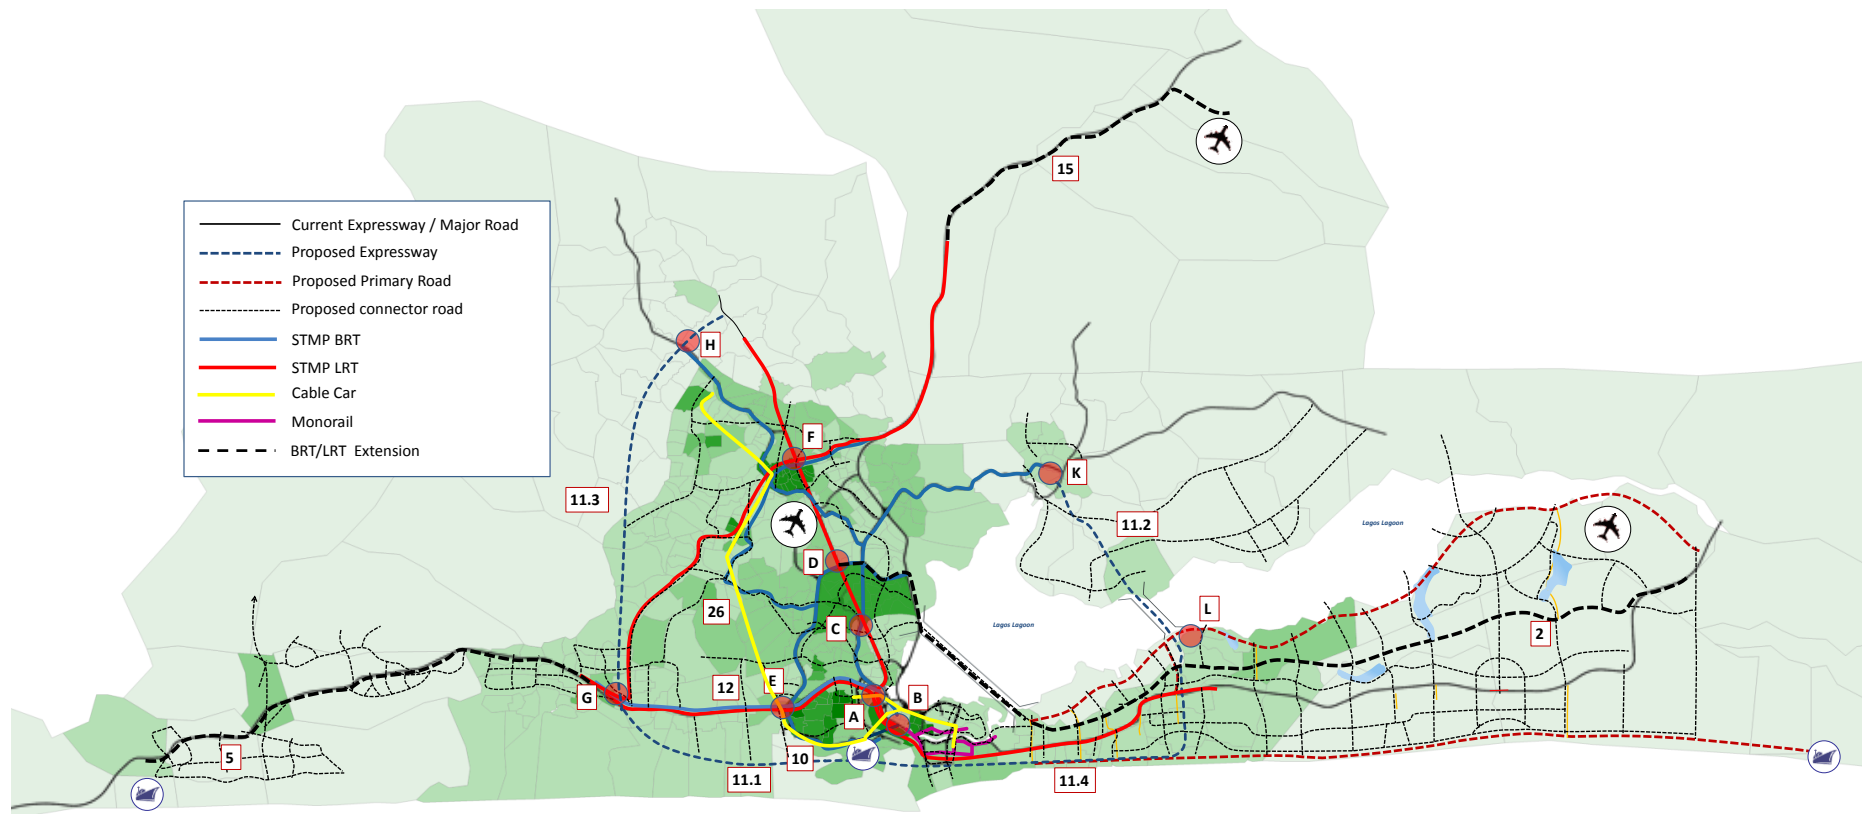 15
Current Expressway / Major Road
Proposed Expressway
Proposed Primary Road
Proposed connector road
STMP BRT
STMP LRT
Cable Car
Monorail
BRT/LRT Extension
H
F
K
11.3
11.2
Lagos Lagoon
D
26
C
L
Lagos Lagoon
2
G
12
E
A
B
5
10
11.1
11.4